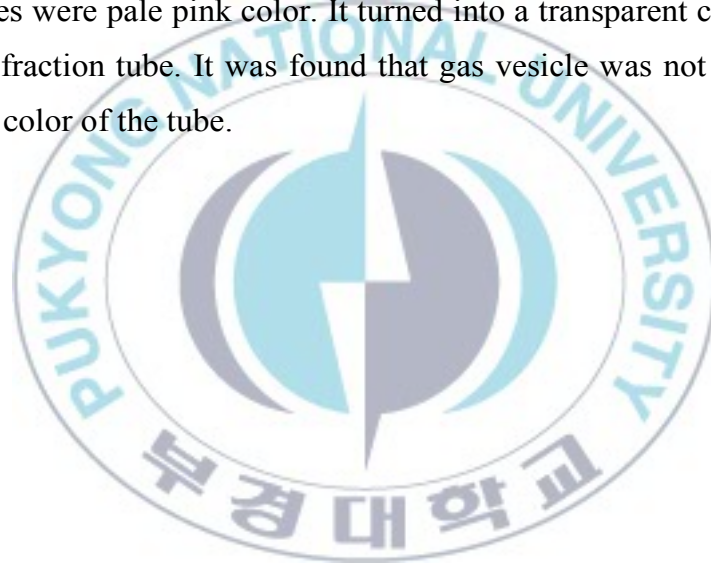 es were pale pink color. It turned into a transparent c
fraction tube. It was found that gas vesicle was not
color of the tube.
PUKYONG NATIONAL UNIVERSITY
부경대학교